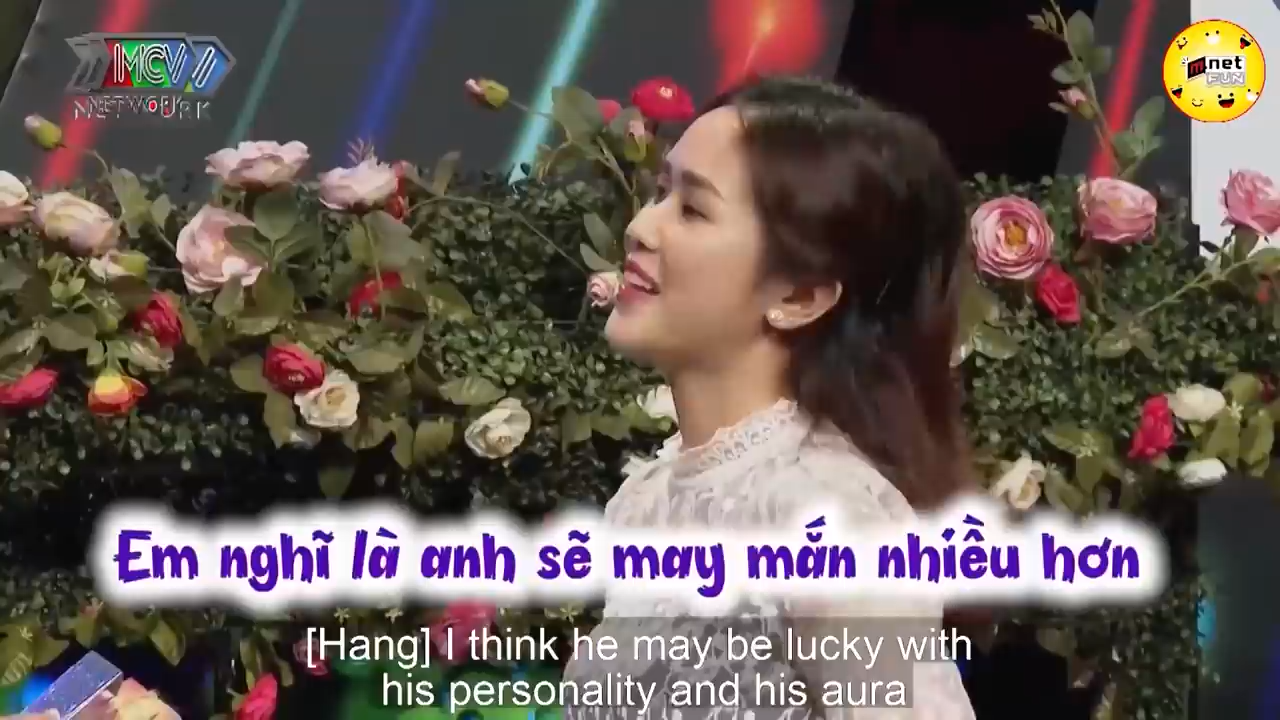 MCV
NETWORK
mnet
FUN
Em nghĩ là anh sẽ may mắn nhiều hơn
[Hang] I think he may be lucky with
his personality and his aura